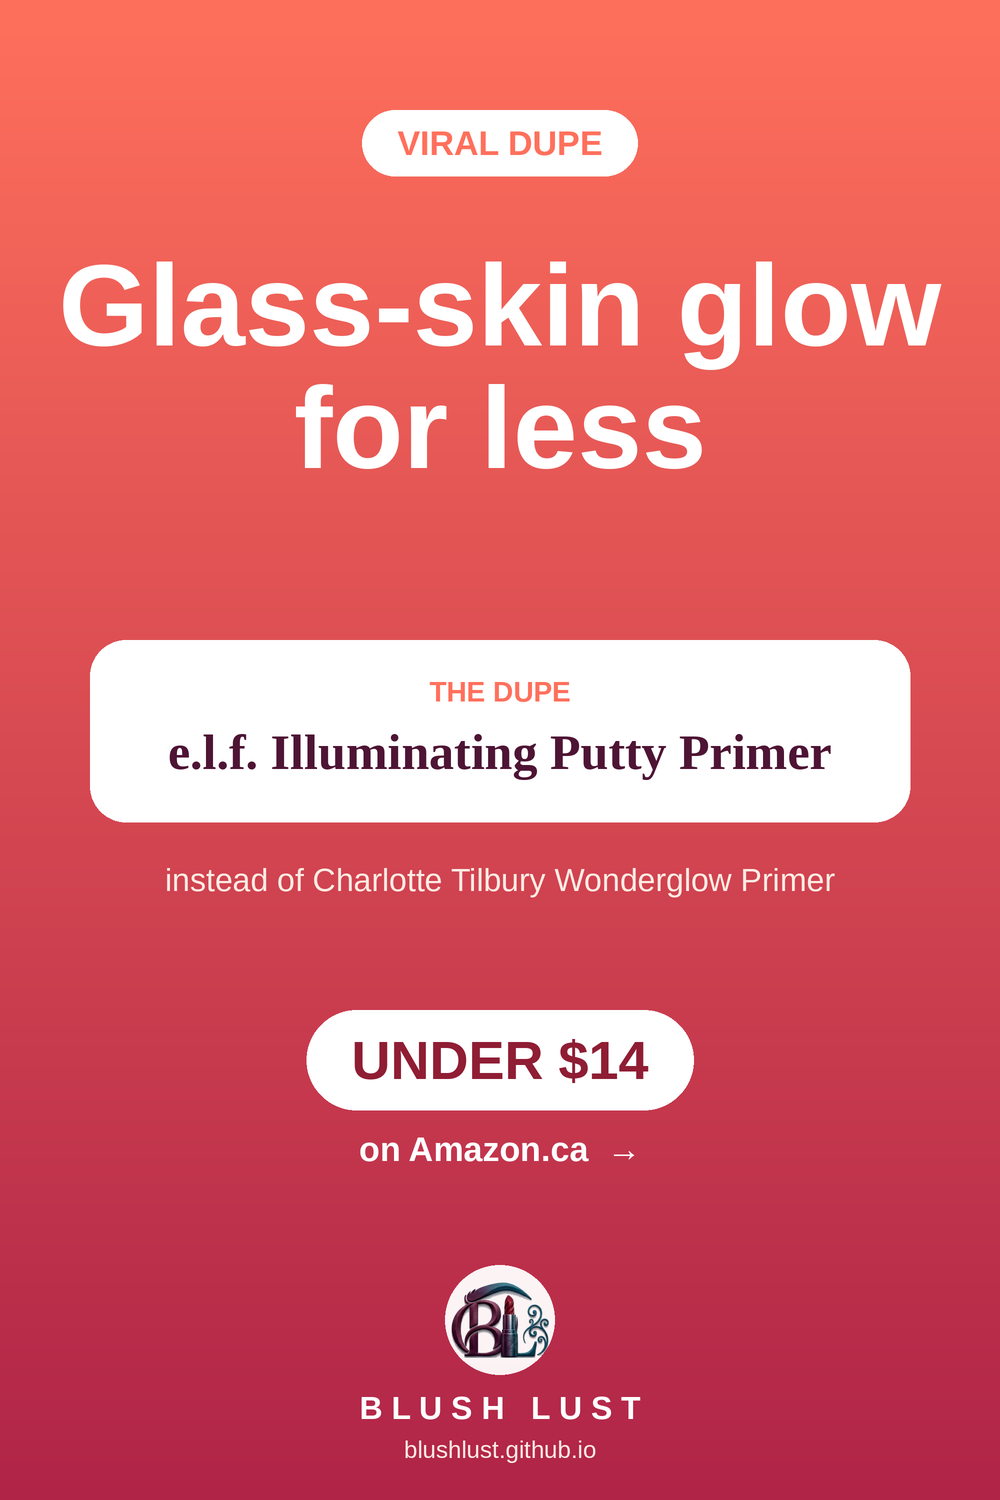 VIRAL DUPE
Glass-skin glow
for less
THE DUPE
e.l.f. Illuminating Putty Primer
instead of Charlotte Tilbury Wonderglow Primer
UNDER $14
on Amazon.ca →
BL
BLUSH LUST
blushlust.github.io